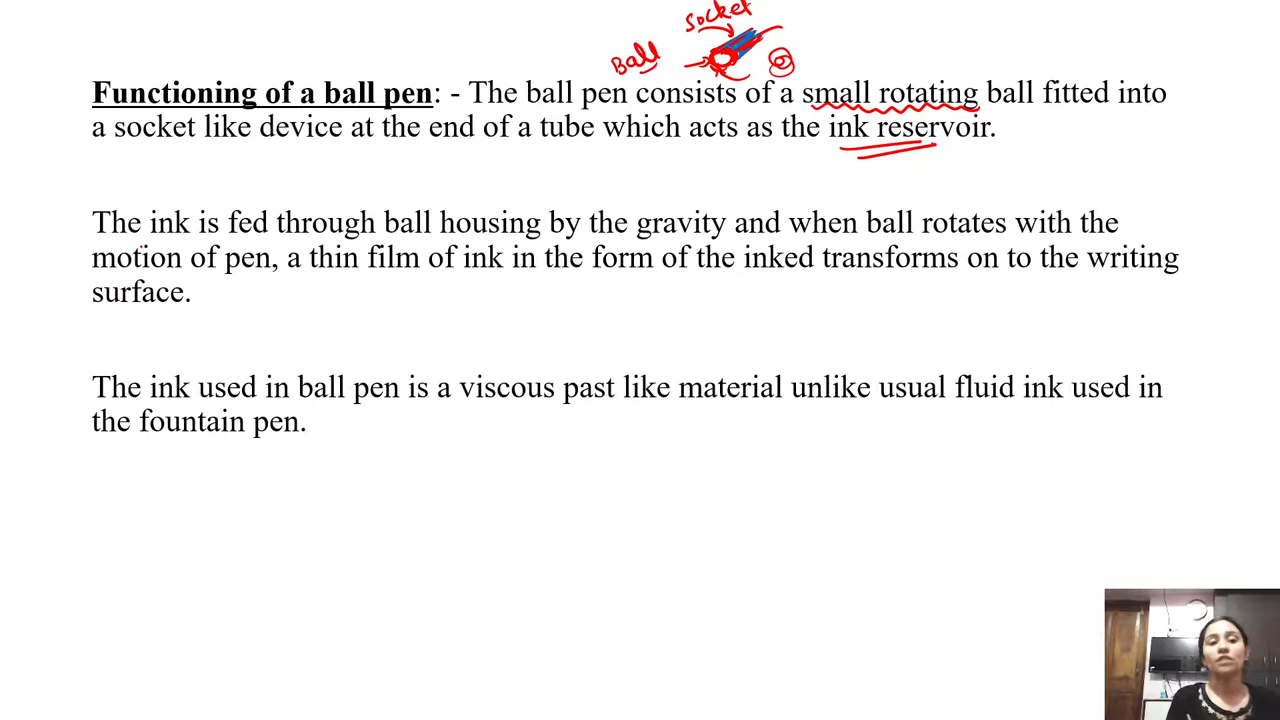 socket
Ball
Functioning of a ball pen: - The ball pen consists of a small rotating ball fitted into
a socket like device at the end of a tube which acts as the ink reservoir.
The ink is fed through ball housing by the gravity and when ball rotates with the
motion of pen, a thin film of ink in the form of the inked transforms on to the writing
surface.
The ink used in ball pen is a viscous past like material unlike usual fluid ink used in
the fountain pen.